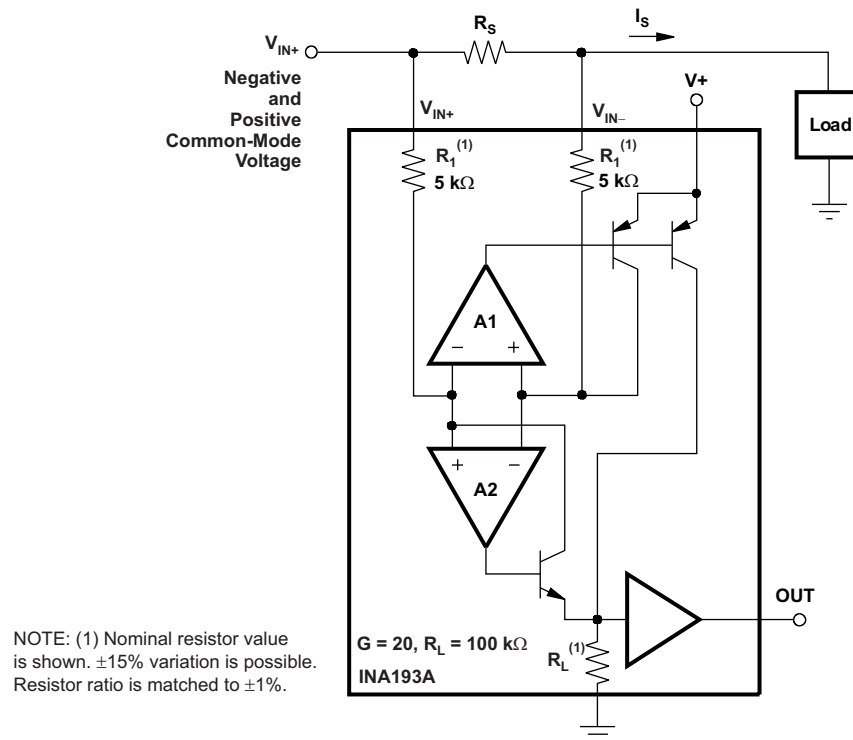 R_S
I_S
V_IN+
Negative
and
Positive
Common-Mode
Voltage
V_IN+
V_IN–
V+
Load
R_1^(1)
5 kΩ
R_1^(1)
5 kΩ
A1
– +
+ –
A2
OUT
G = 20, R_L = 100 kΩ
R_L^(1)
INA193A
NOTE: (1) Nominal resistor value
is shown. ±15% variation is possible.
Resistor ratio is matched to ±1%.